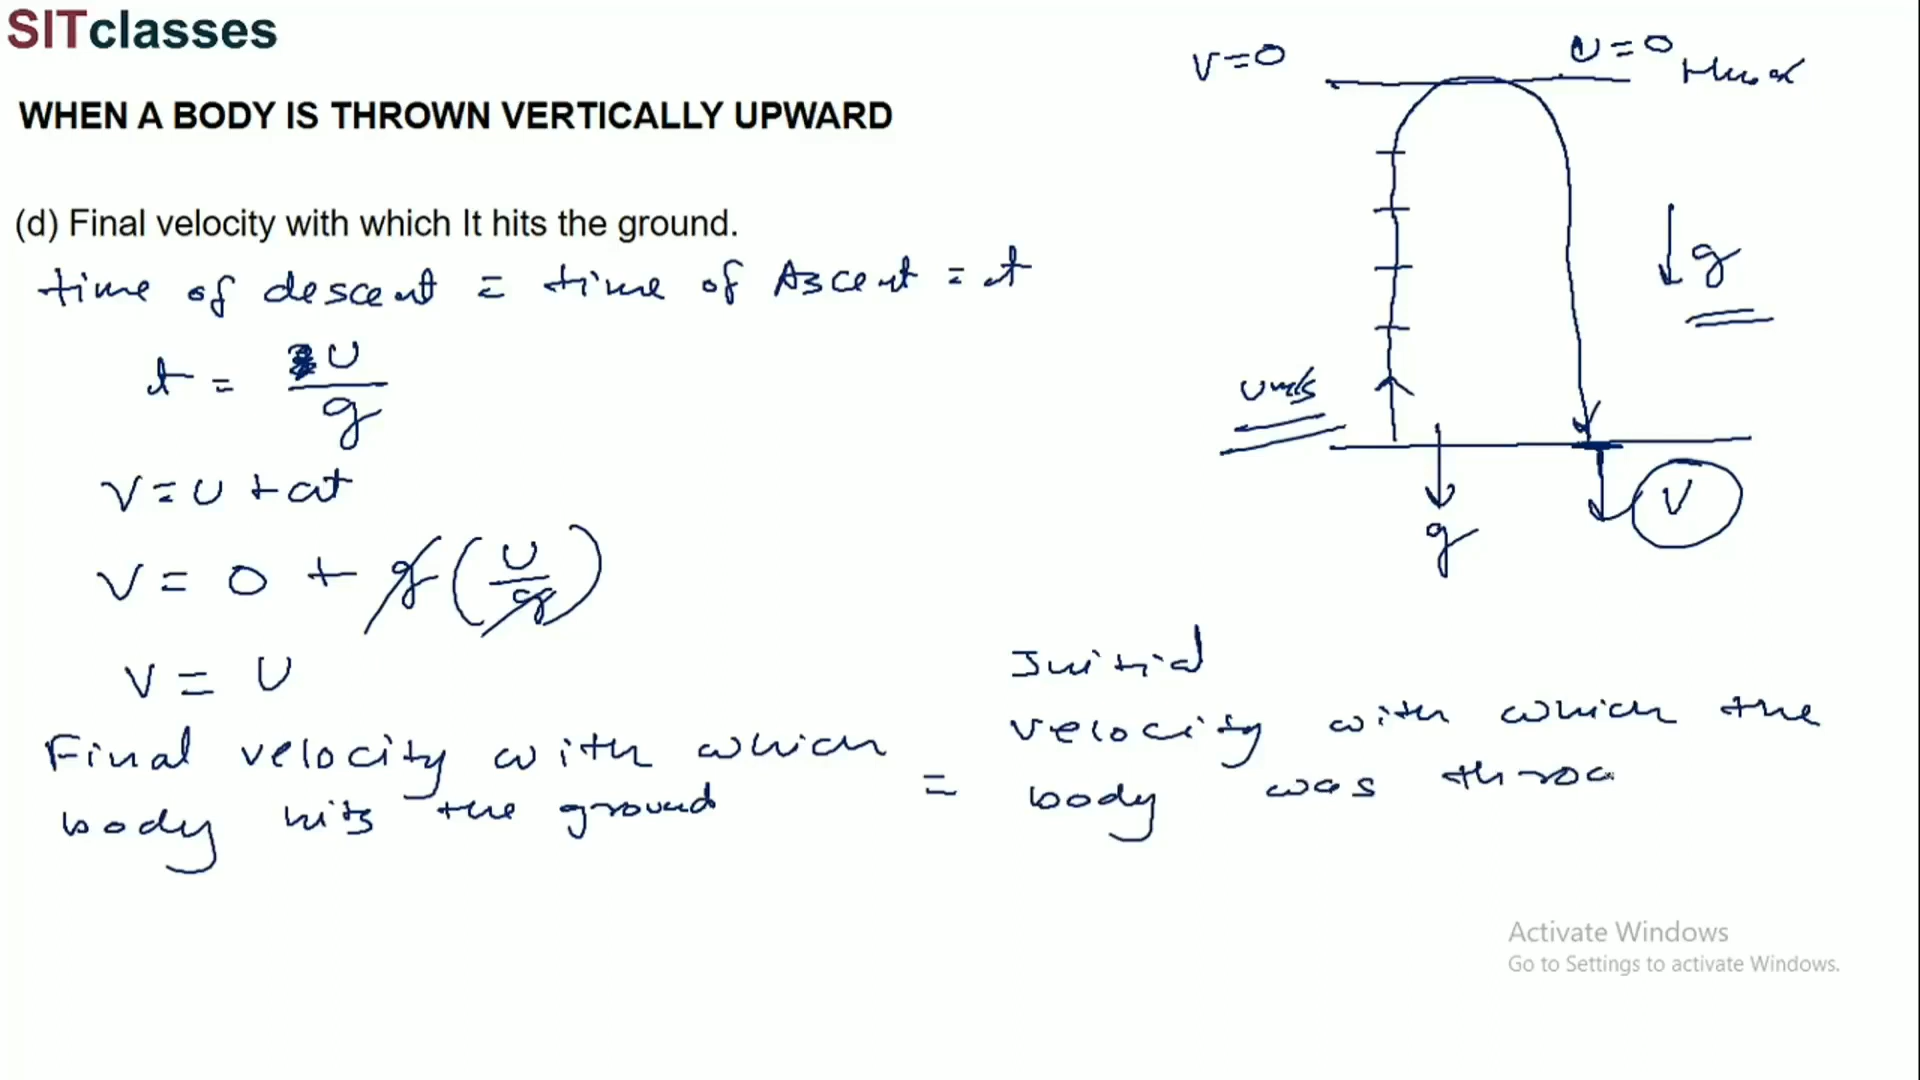 SITclasses
WHEN A BODY IS THROWN VERTICALLY UPWARD
(d) Final velocity with which It hits the ground.
time of descent = time of Ascent = t
t = U/g
V = U + at
V = 0 + g(U/g)
V = U
Final velocity with which
body hits the ground
=
Initial
velocity with which the
body was throw
V=0
U=0
Hmax
g
U m/s
g
V
Activate Windows
Go to Settings to activate Windows.